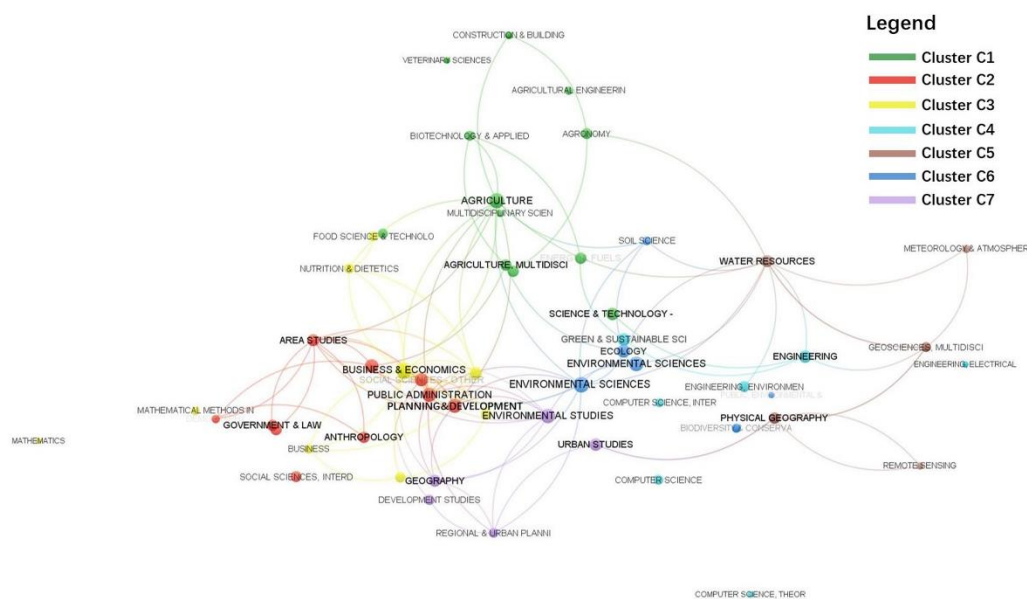 Legend
Cluster C1
Cluster C2
Cluster C3
Cluster C4
Cluster C5
Cluster C6
Cluster C7
CONSTRUCTION & BUILDING
VETERINARY SCIENCES
AGRICULTURAL ENGINEERIN
BIOTECHNOLOGY & APPLIED
AGRONOMY
AGRICULTURE
MULTIDISCIPLINARY SCIEN
FOOD SCIENCE & TECHNOLO
SOIL SCIENCE
METEOROLOGY & ATMOSPHER
ENERGY & FUELS
WATER RESOURCES
NUTRITION & DIETETICS
AGRICULTURE, MULTIDISCI
SCIENCE & TECHNOLOGY -
AREA STUDIES
GREEN & SUSTAINABLE SCI
GEOSCIENCES, MULTIDISCI
ECOLOGY
ENGINEERING
ENVIRONMENTAL SCIENCES
ENGINEERING, ELECTRICAL
BUSINESS & ECONOMICS
SOCIAL SCIENCES - OTHER
ENVIRONMENTAL SCIENCES
ENGINEERING, ENVIRONMEN
PUBLIC, ENVIRONMENTAL &
PUBLIC ADMINISTRATION
COMPUTER SCIENCE, INTER
PLANNING&DEVELOPMENT
MATHEMATICAL METHODS IN
ENVIRONMENTAL STUDIES
PHYSICAL GEOGRAPHY
GOVERNMENT & LAW
BIODIVERSITY CONSERVA
ANTHROPOLOGY
MATHEMATICS
URBAN STUDIES
BUSINESS
REMOTE SENSING
SOCIAL SCIENCES, INTERD
GEOGRAPHY
COMPUTER SCIENCE
DEVELOPMENT STUDIES
REGIONAL & URBAN PLANNI
COMPUTER SCIENCE, THEOR